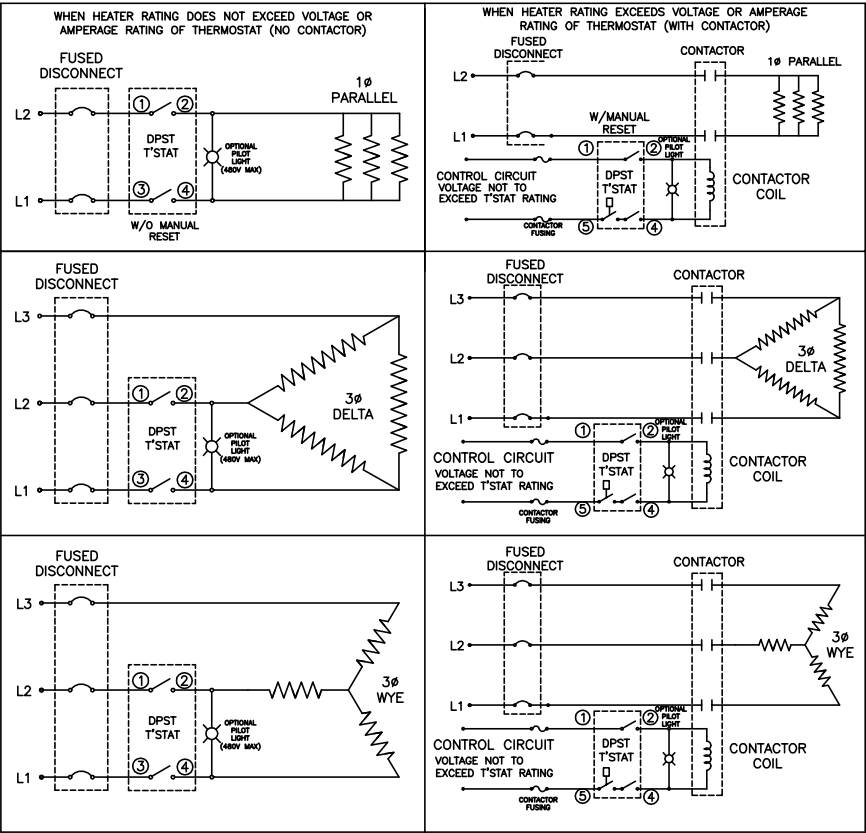 WHEN HEATER RATING DOES NOT EXCEED VOLTAGE OR
AMPERAGE RATING OF THERMOSTAT (NO CONTACTOR)
FUSED
DISCONNECT
1ø
PARALLEL
L2
1
2
DPST
T'STAT
OPTIONAL
PILOT
LIGHT
(480V MAX)
L1
3
4
W/O MANUAL
RESET
WHEN HEATER RATING EXCEEDS VOLTAGE OR AMPERAGE
RATING OF THERMOSTAT (WITH CONTACTOR)
FUSED
DISCONNECT
CONTACTOR
1ø PARALLEL
L2
W/MANUAL
RESET
L1
1
2
OPTIONAL
PILOT
LIGHT
CONTROL CIRCUIT
VOLTAGE NOT TO
EXCEED T'STAT RATING
DPST
T'STAT
CONTACTOR
COIL
CONTACTOR
FUSING
5
4
FUSED
DISCONNECT
L3
L2
1
2
3ø
DELTA
DPST
T'STAT
OPTIONAL
PILOT
LIGHT
(480V MAX)
L1
3
4
FUSED
DISCONNECT
CONTACTOR
L3
L2
3ø
DELTA
L1
1
2
OPTIONAL
PILOT
LIGHT
CONTROL CIRCUIT
VOLTAGE NOT TO
EXCEED T'STAT RATING
DPST
T'STAT
CONTACTOR
COIL
CONTACTOR
FUSING
5
4
FUSED
DISCONNECT
L3
L2
1
2
3ø
WYE
DPST
T'STAT
OPTIONAL
PILOT
LIGHT
(480V MAX)
L1
3
4
FUSED
DISCONNECT
CONTACTOR
L3
L2
3ø
WYE
L1
1
2
OPTIONAL
PILOT
LIGHT
CONTROL CIRCUIT
VOLTAGE NOT TO
EXCEED T'STAT RATING
DPST
T'STAT
CONTACTOR
COIL
CONTACTOR
FUSING
5
4